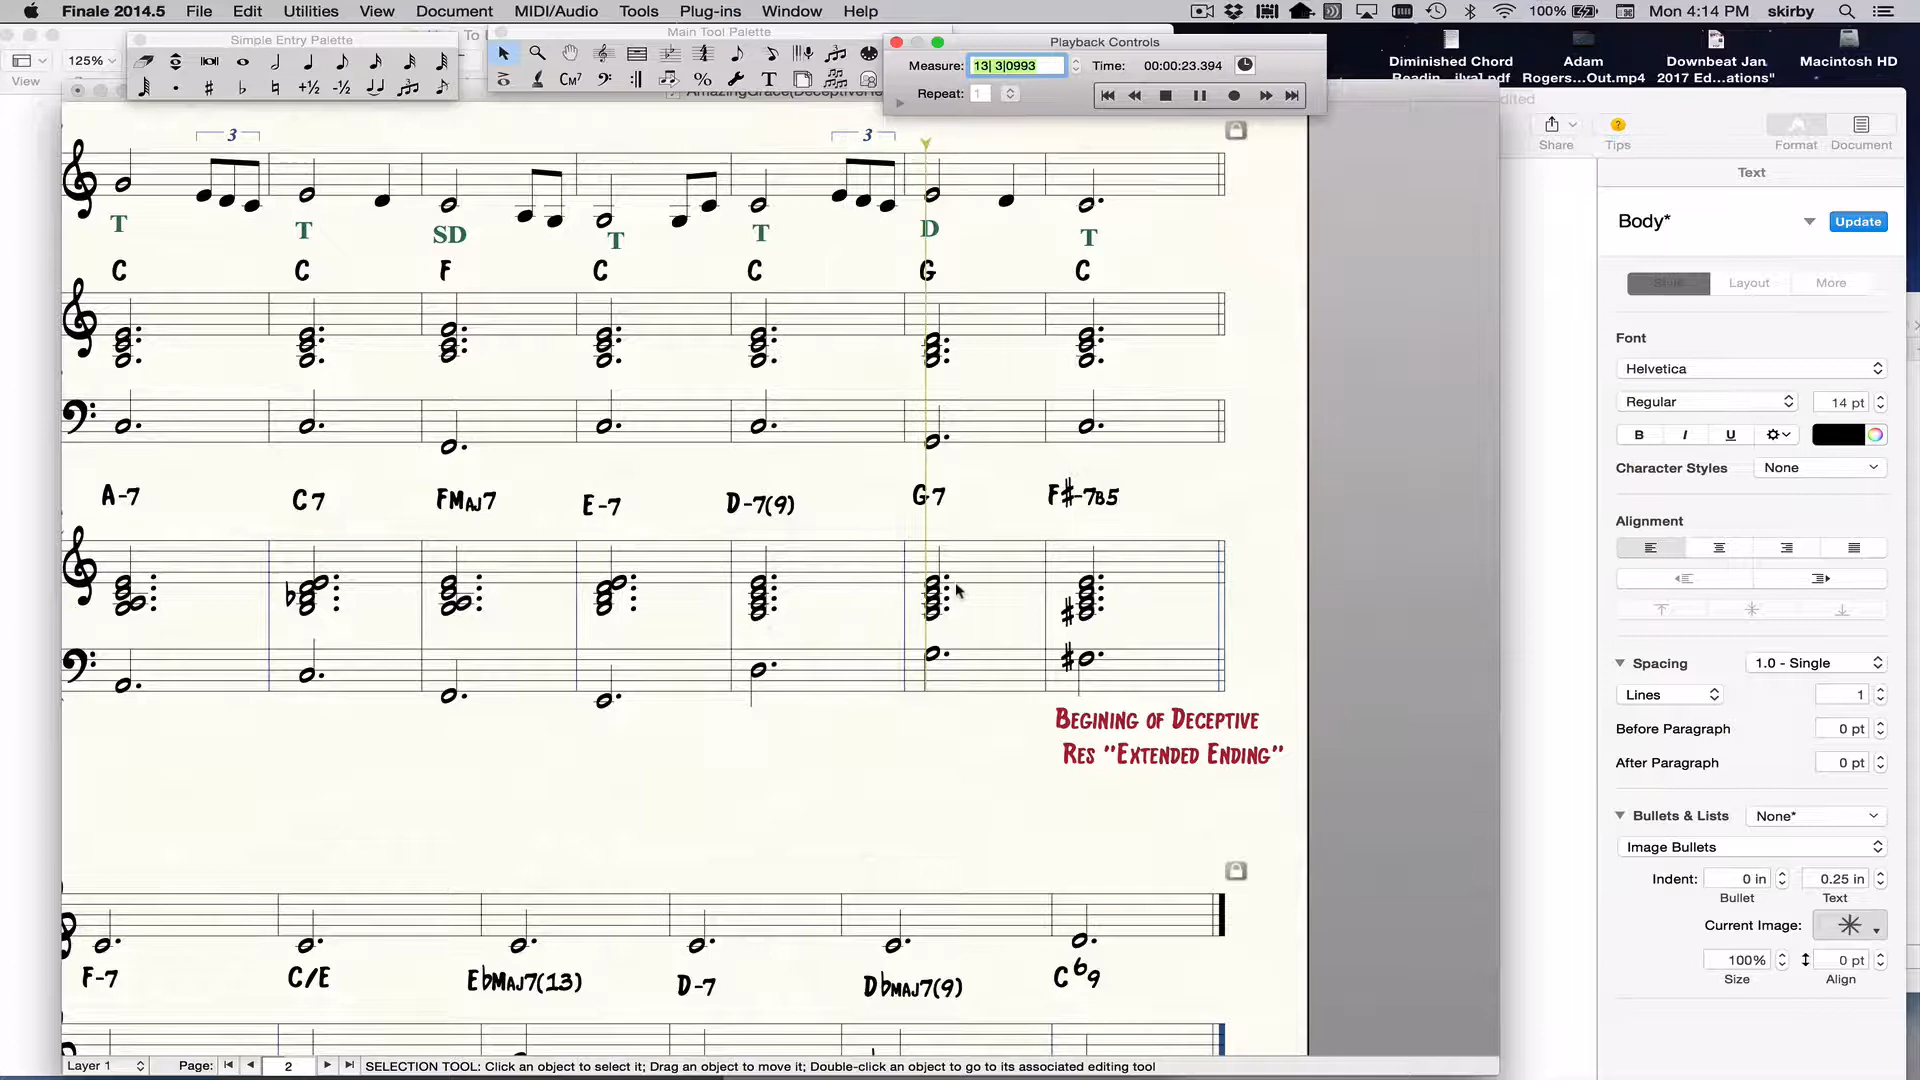 Finale 2014.5 File Edit Utilities View Document MIDI/Audio Tools Plug-ins Window Help 100% Mon 4:14 PM skirby
Simple Entry Palette
Main Tool Palette
Playback Controls
View
125%
CM7
T
Measure: 13| 3|0993 Time: 00:00:23.394
Repeat: 1
Diminished Chord
Readin...ilva].pdf
Adam
Rogers...Out.mp4
Downbeat Jan
2017 Ed...ations"
Macintosh HD
Share Tips Format Document
3 3
T T SD T T D T
C C F C C G C
A-7 C7 FMaj7 E-7 D-7(9) G7 F#-7b5
Begining of Deceptive
Res "Extended Ending"
F-7 C/E EbMaj7(13) D-7 DbMaj7(9) C69
Layer 1 Page: 2 SELECTION TOOL: Click an object to select it; Drag an object to move it; Double-click an object to go to its associated editing tool
Text
Body* Update
Style Layout More
Font
Helvetica
Regular 14 pt
B I U
Character Styles None
Alignment
Spacing 1.0 - Single
Lines 1
Before Paragraph 0 pt
After Paragraph 0 pt
Bullets & Lists None*
Image Bullets
Indent: 0 in 0.25 in
Bullet Text
Current Image:
100% 0 pt
Size Align